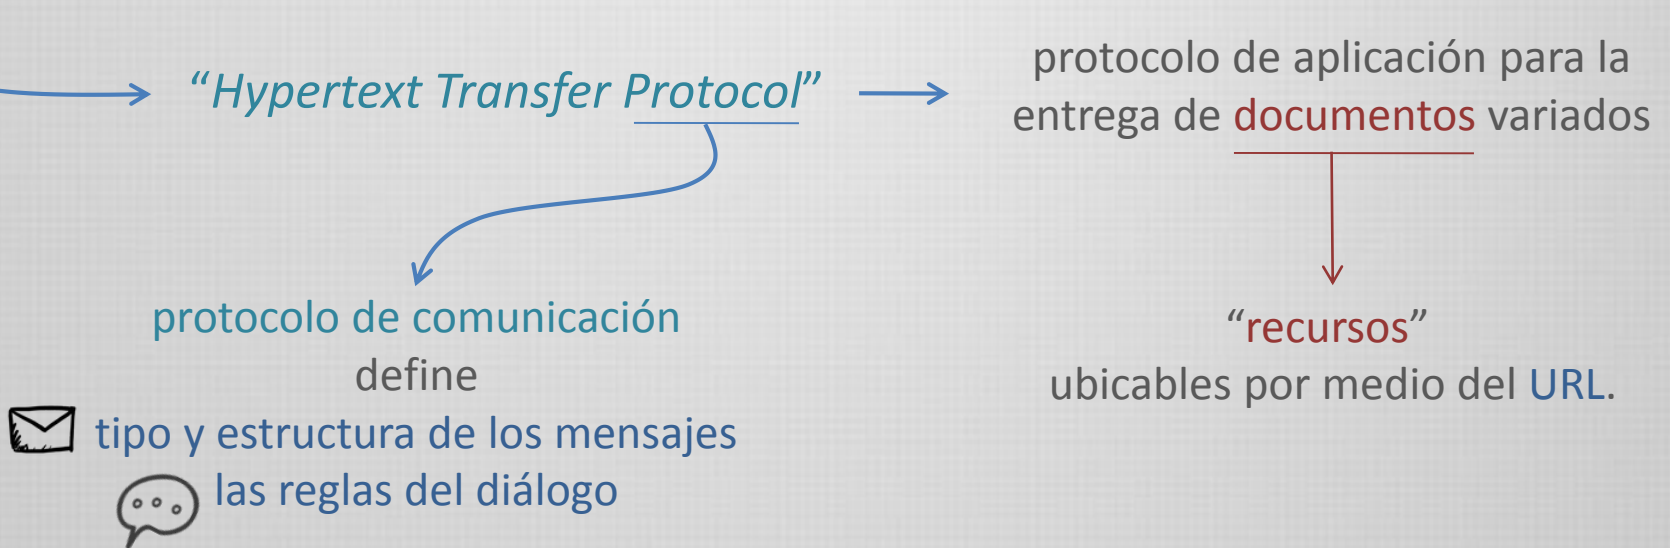 “Hypertext Transfer Protocol”
protocolo de aplicación para la
entrega de documentos variados
protocolo de comunicación
define
tipo y estructura de los mensajes
las reglas del diálogo
“recursos”
ubicables por medio del URL.